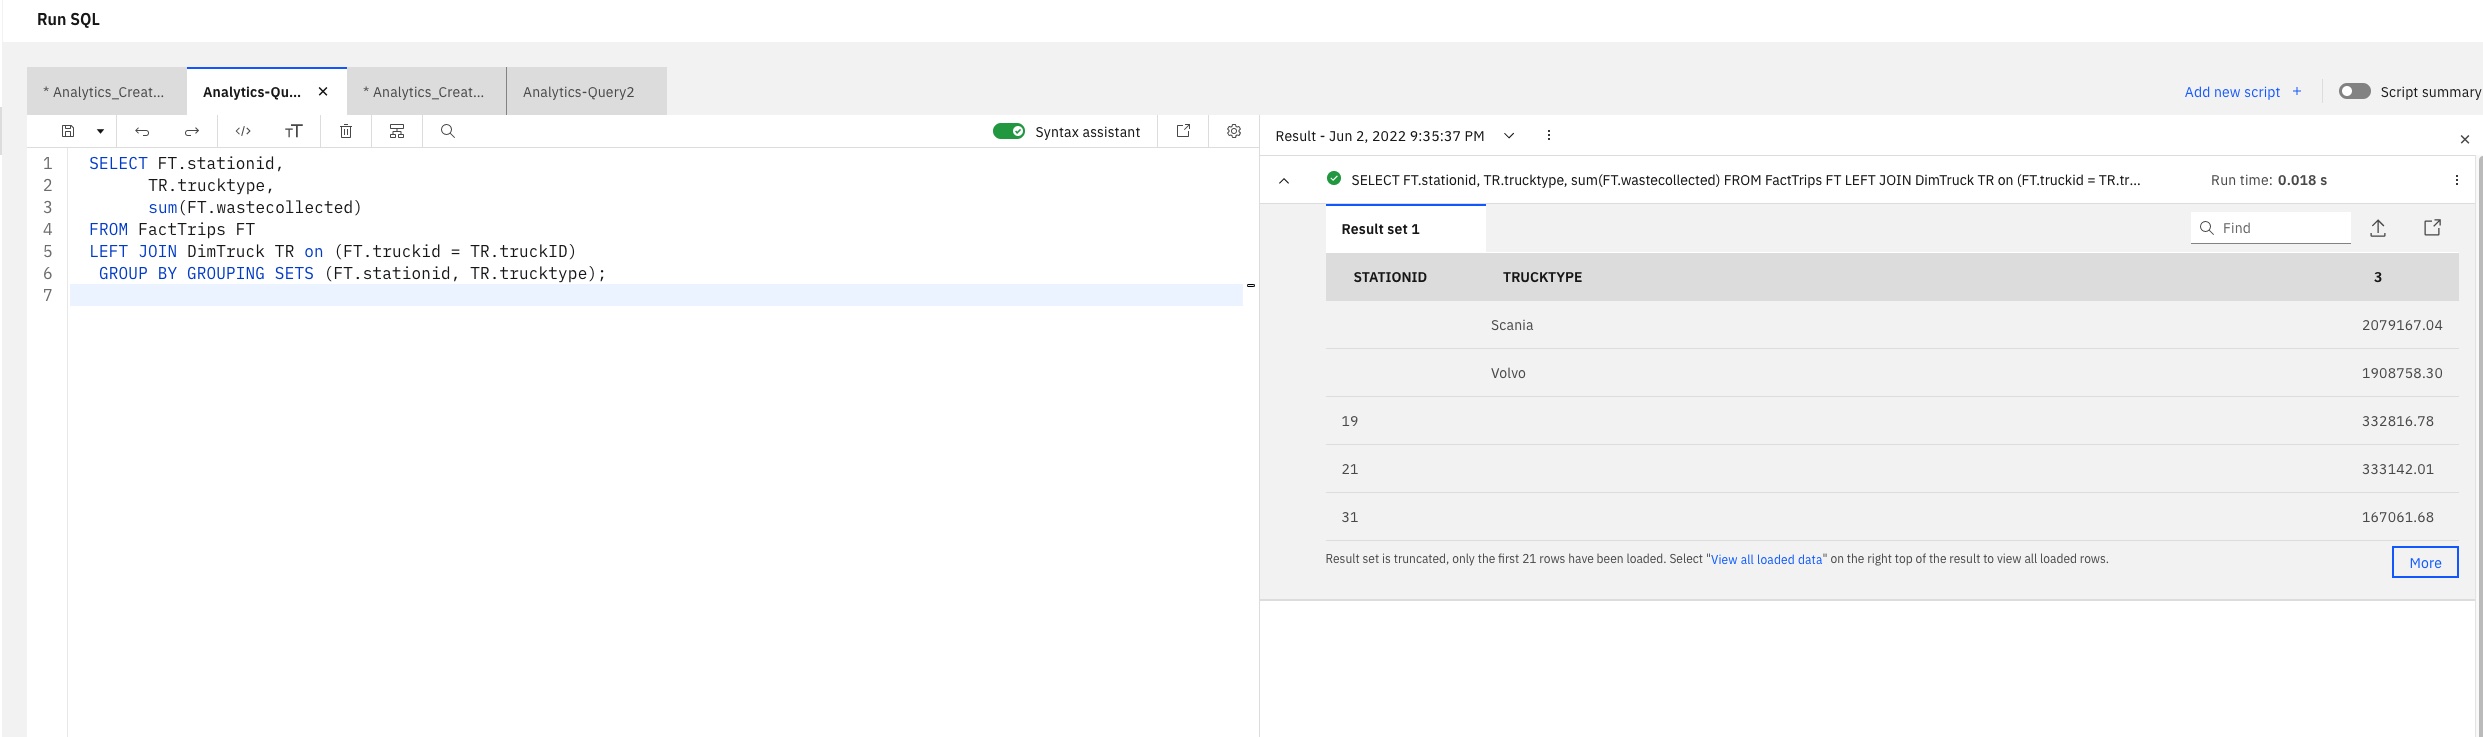 Run SQL
* Analytics_Creat...
Analytics-Qu... ×
* Analytics_Creat...
Analytics-Query2
Add new script +
Script summary
Syntax assistant
1 SELECT FT.stationid,
2 TR.trucktype,
3 sum(FT.wastecollected)
4 FROM FactTrips FT
5 LEFT JOIN DimTruck TR on (FT.truckid = TR.truckID)
6 GROUP BY GROUPING SETS (FT.stationid, TR.trucktype);
7
Result - Jun 2, 2022 9:35:37 PM
SELECT FT.stationid, TR.trucktype, sum(FT.wastecollected) FROM FactTrips FT LEFT JOIN DimTruck TR on (FT.truckid = TR.tr...
Run time: 0.018 s
Result set 1
Find
STATIONID TRUCKTYPE 3
Scania 2079167.04
Volvo 1908758.30
19 332816.78
21 333142.01
31 167061.68
Result set is truncated, only the first 21 rows have been loaded. Select "View all loaded data" on the right top of the result to view all loaded rows.
More